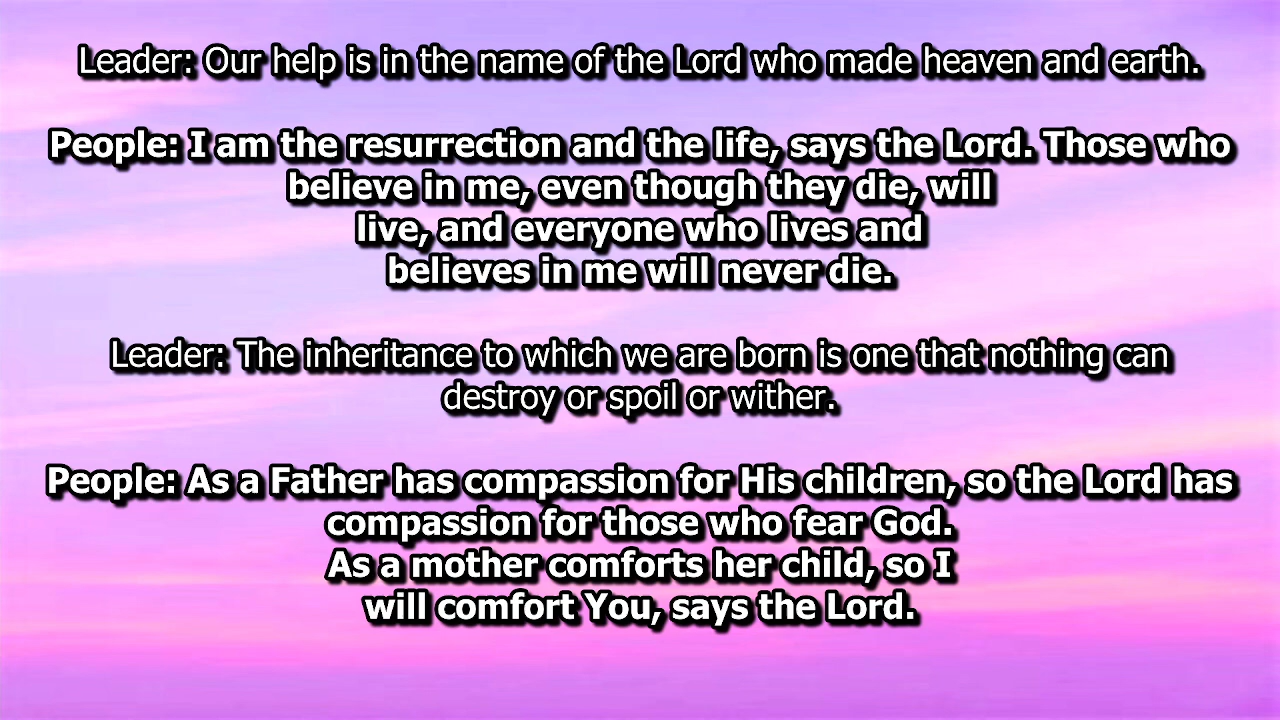 Leader: Our help is in the name of the Lord who made heaven and earth.
People: I am the resurrection and the life, says the Lord. Those who
believe in me, even though they die, will
live, and everyone who lives and
believes in me will never die.
Leader: The inheritance to which we are born is one that nothing can
destroy or spoil or wither.
People: As a Father has compassion for His children, so the Lord has
compassion for those who fear God.
As a mother comforts her child, so I
will comfort You, says the Lord.